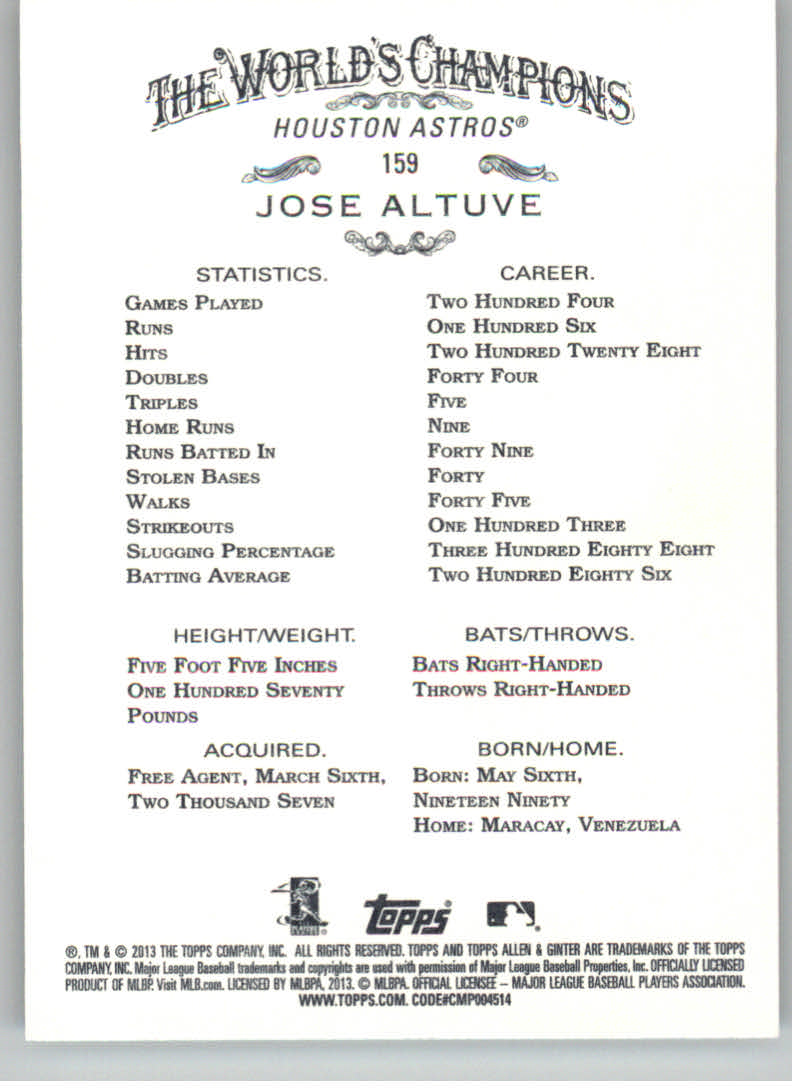 THE WORLD'S CHAMPIONS
HOUSTON ASTROS®
159
JOSE ALTUVE
STATISTICS. CAREER.
GAMES PLAYED TWO HUNDRED FOUR
RUNS ONE HUNDRED SIX
HITS TWO HUNDRED TWENTY EIGHT
DOUBLES FORTY FOUR
TRIPLES FIVE
HOME RUNS NINE
RUNS BATTED IN FORTY NINE
STOLEN BASES FORTY
WALKS FORTY FIVE
STRIKEOUTS ONE HUNDRED THREE
SLUGGING PERCENTAGE THREE HUNDRED EIGHTY EIGHT
BATTING AVERAGE TWO HUNDRED EIGHTY SIX
HEIGHT/WEIGHT.
FIVE FOOT FIVE INCHES
ONE HUNDRED SEVENTY
POUNDS
BATS/THROWS.
BATS RIGHT-HANDED
THROWS RIGHT-HANDED
ACQUIRED.
FREE AGENT, MARCH SIXTH,
TWO THOUSAND SEVEN
BORN/HOME.
BORN: MAY SIXTH,
NINETEEN NINETY
HOME: MARACAY, VENEZUELA
topps
®, TM & © 2013 THE TOPPS COMPANY, INC. ALL RIGHTS RESERVED. TOPPS AND TOPPS ALLEN & GINTER ARE TRADEMARKS OF THE TOPPS
COMPANY, INC. Major League Baseball trademarks and copyrights are used with permission of Major League Baseball Properties, Inc. OFFICIALLY LICENSED
PRODUCT OF MLBP. Visit MLB.com. LICENSED BY MLBPA, 2013. © MLBPA. OFFICIAL LICENSEE – MAJOR LEAGUE BASEBALL PLAYERS ASSOCIATION.
WWW.TOPPS.COM. CODE#CMP004514